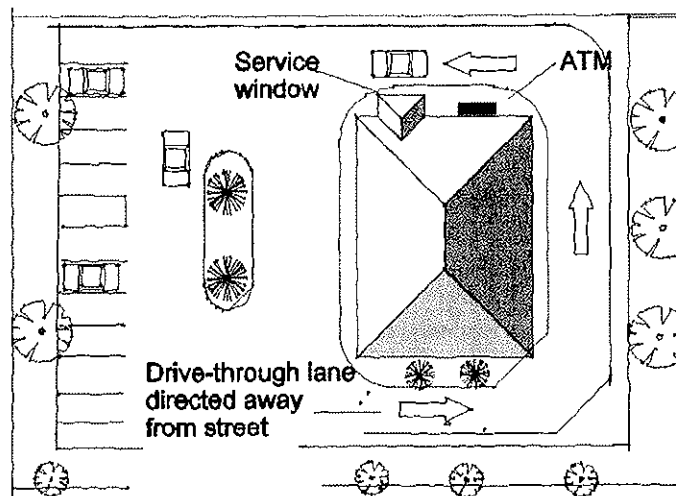 Service
window
ATM
Drive-through lane
directed away
from street